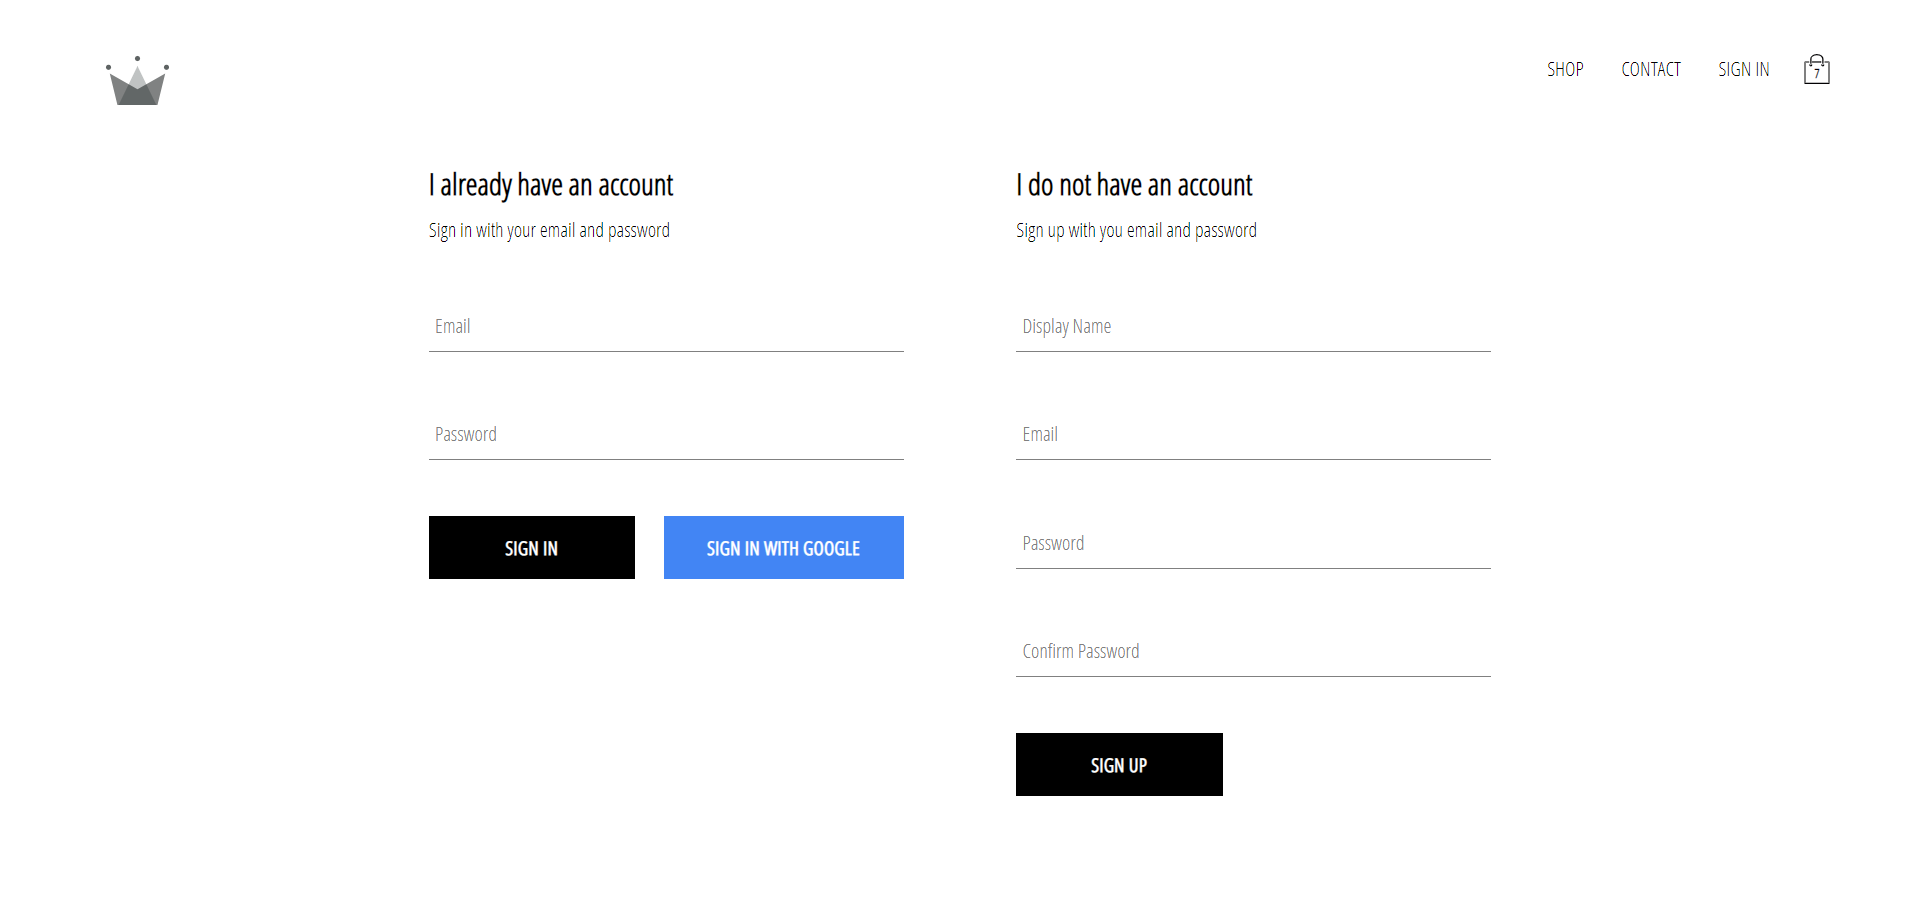 SHOP CONTACT SIGN IN 7
I already have an account
Sign in with your email and password
Email
Password
SIGN IN SIGN IN WITH GOOGLE
I do not have an account
Sign up with you email and password
Display Name
Email
Password
Confirm Password
SIGN UP